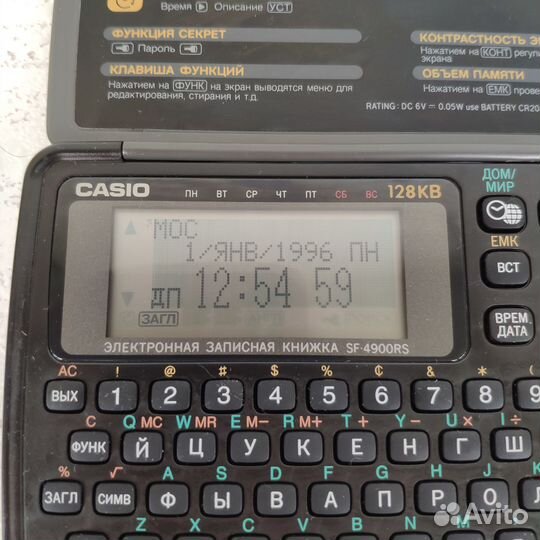 Время Описание УСТ
ФУНКЦИЯ СЕКРЕТ
Пароль
КЛАВИША ФУНКЦИЙ
Нажатием на ФУНК на экран выводятся меню для
редактирования, стирания и т.д.
КОНТРАСТНОСТЬ
Нажатием на КОНТ
экрана
ОБЪЕМ ПАМЯТИ
Нажатием на ЕМК
RATING: DC 6V 0.05W use BATTERY
CASIO ПН ВТ СР ЧТ ПТ СБ ВС 128KB
МОС
1/ЯНВ/1996 ПН
ДП 12:54 59
ЗАГЛ
ЭЛЕКТРОННАЯ ЗАПИСНАЯ КНИЖКА SF-4900RS
ДОМ/
МИР
ЕМК
ВСТ
ВРЕМ
ДАТА
AC ! @ # $ % ¢ & * (
ВЫХ 1 2 3 4 5 6 7 8 9
C Q MC W MR E M− R M+ T + Y − U × I ÷
ФУНК Й Ц У К Е Н Г Ш
% √ A S D F G H J K
ЗАГЛ СИМВ Ф Ы В А П Р О Л
Z X C V B N M
Avito